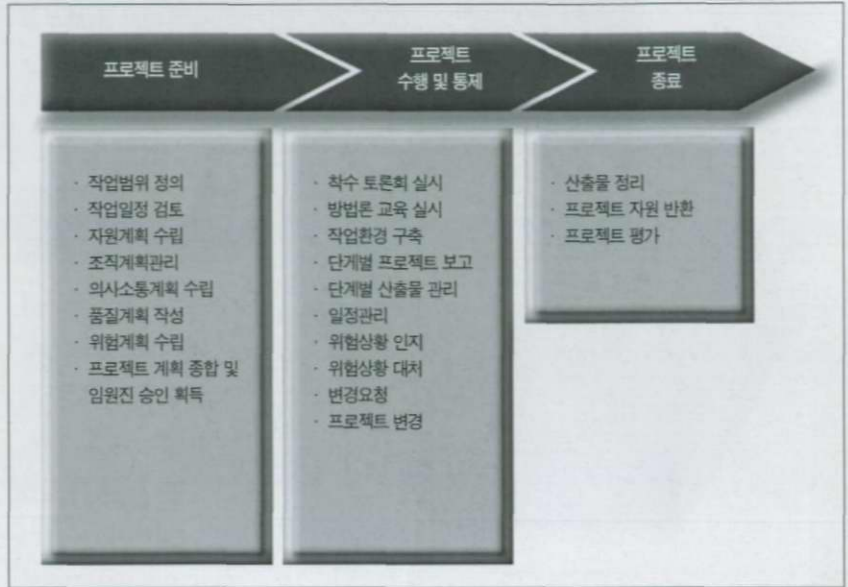 프로젝트 준비
프로젝트
수행 및 통제
프로젝트
종료
· 작업범위 정의
· 작업일정 검토
· 자원계획 수립
· 조직계획관리
· 의사소통계획 수립
· 품질계획 작성
· 위험계획 수립
· 프로젝트 계획 종합 및
임원진 승인 획득
· 착수 토론회 실시
· 방법론 교육 실시
· 작업환경 구축
· 단계별 프로젝트 보고
· 단계별 산출물 관리
· 일정관리
· 위험상황 인지
· 위험상황 대처
· 변경요청
· 프로젝트 변경
· 산출물 정리
· 프로젝트 자원 반환
· 프로젝트 평가